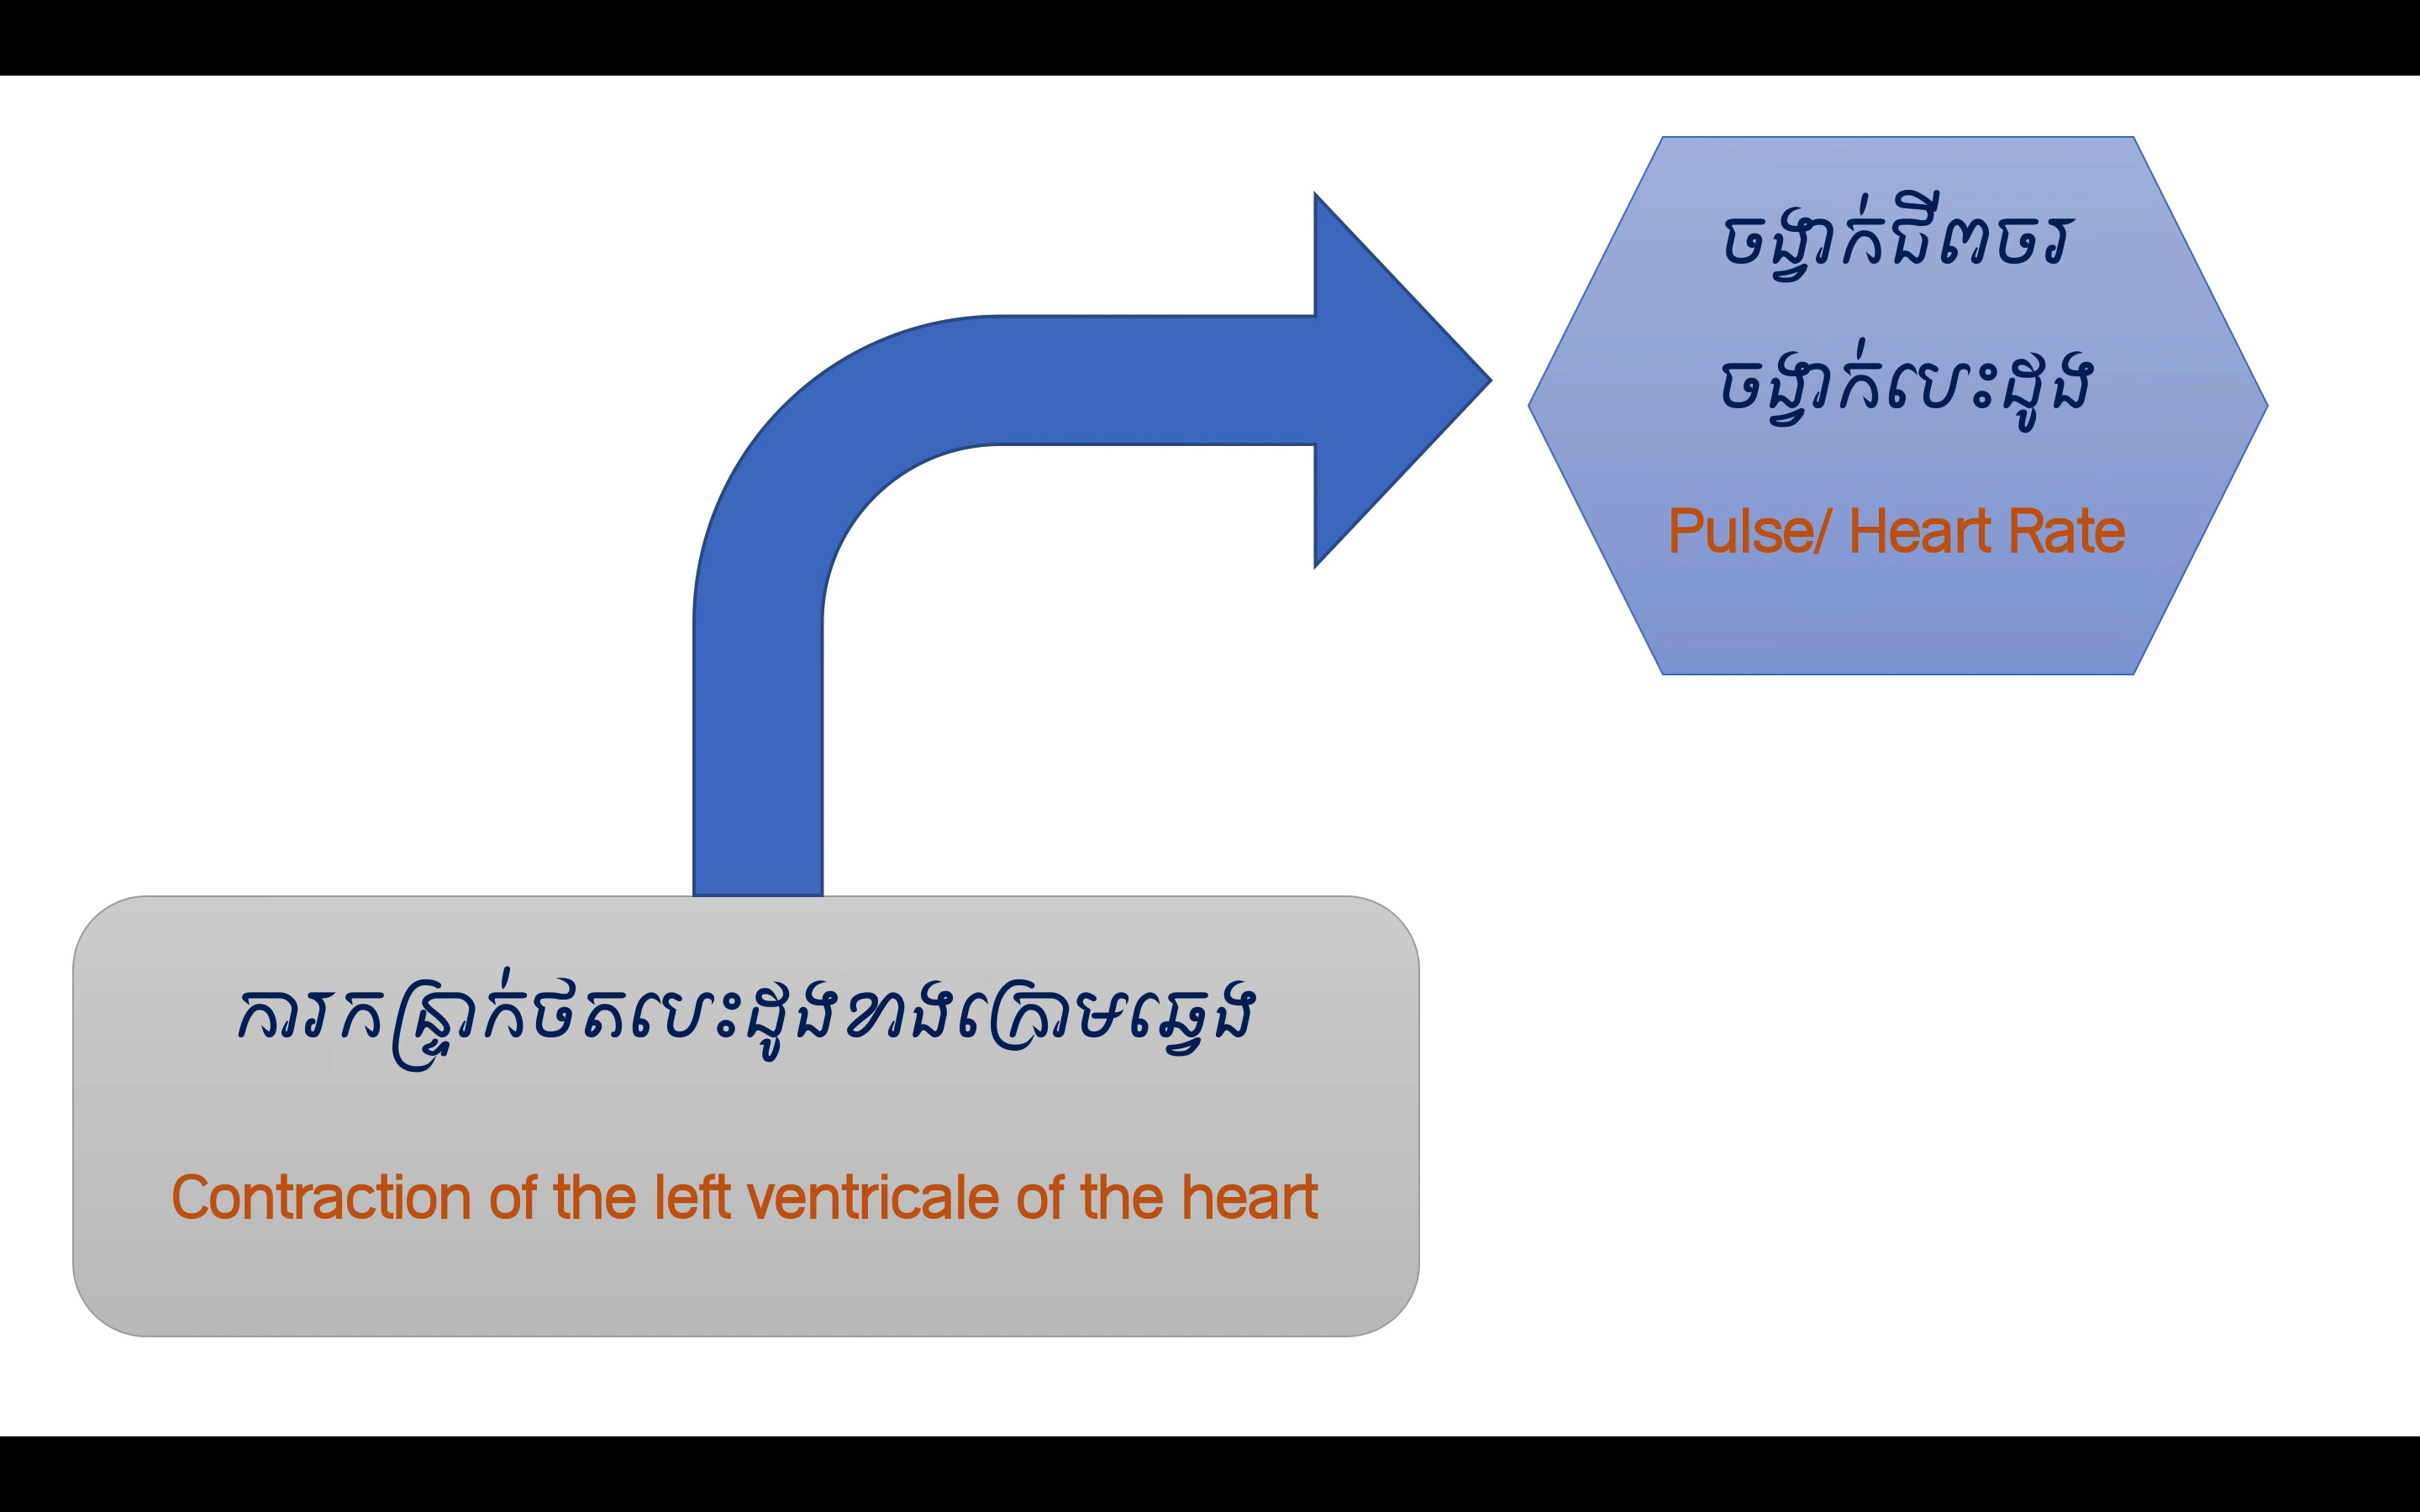 ចង្វាក់ជីពចរ
ចង្វាក់បេះដូង
Pulse/ Heart Rate
ការកន្ត្រាក់ថតបេះដូងខាងក្រោមឆ្វេង
Contraction of the left ventricale of the heart